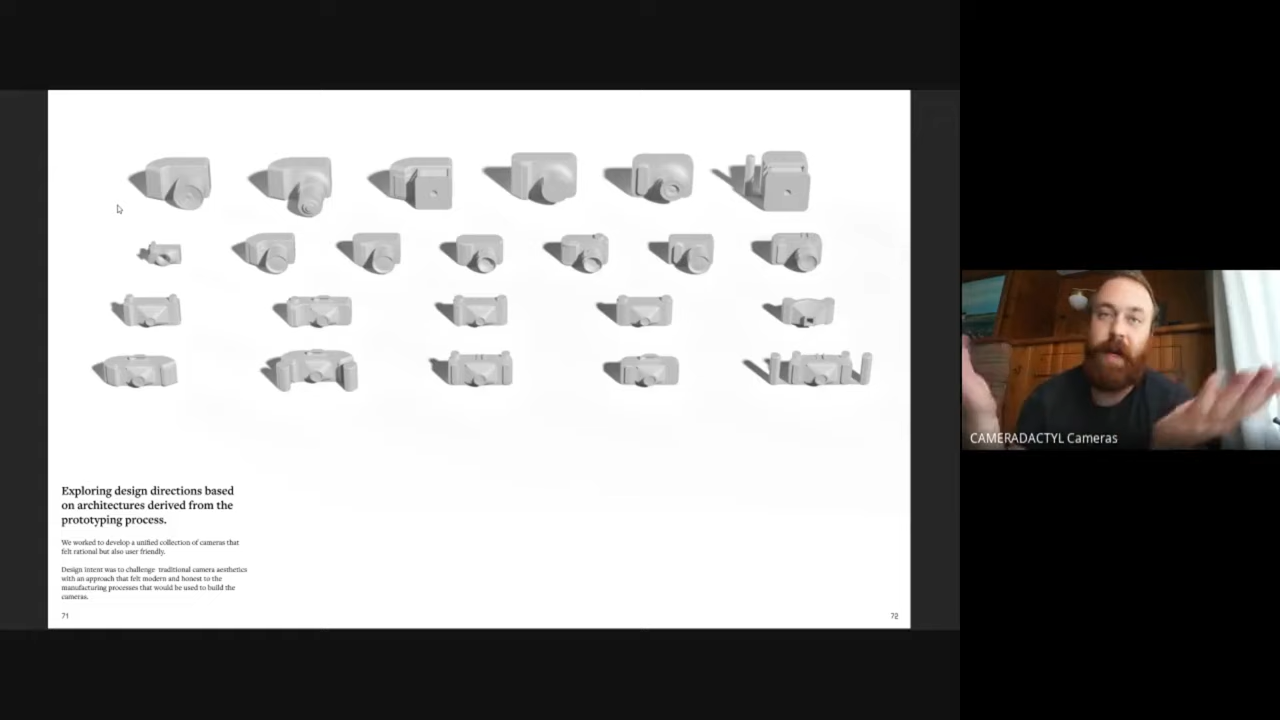 Exploring design directions based
on architectures derived from the
prototyping process.
We worked to develop a unified collection of cameras that
felt rational but also user friendly.
Design intent was to challenge traditional camera aesthetics
with an approach that felt modern and honest to the
manufacturing processes that would be used to build the
cameras.
71
72
CAMERADACTYL Cameras